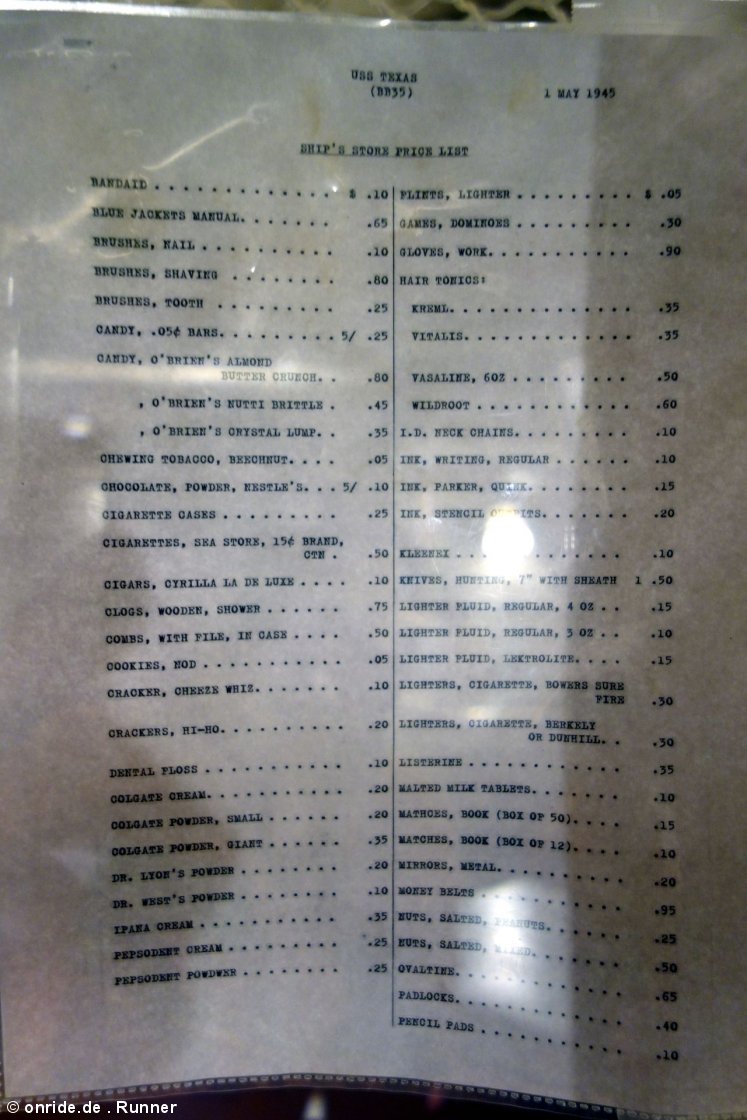 USS TEXAS
(BB35)
1 MAY 1945
SHIP'S STORE PRICE LIST
BANDAID . . . . . . . . . . . . . $ .10
BLUE JACKETS MANUAL. . . . . . . .65
BRUSHES, NAIL . . . . . . . . . . .10
BRUSHES, SHAVING . . . . . . . . .80
BRUSHES, TOOTH . . . . . . . . . .25
CANDY, .05¢ BARS. . . . . . . . . 5/ .25
CANDY, O'BRIEN'S ALMOND
BUTTER CRUNCH. . .80
, O'BRIEN'S NUTTI BRITTLE . .45
, O'BRIEN'S CRYSTAL LUMP. . .35
CHEWING TOBACCO, BEECHNUT. . . . .05
CHOCOLATE, POWDER, NESTLE'S. . . 5/ .10
CIGARETTE CASES . . . . . . . . . .25
CIGARETTES, SEA STORE, 15¢ BRAND,
CTN . .50
CIGARS, CYRILLA LA DE LUXE . . . . .10
CLOGS, WOODEN, SHOWER . . . . . . .75
COMBS, WITH FILE, IN CASE . . . . .50
COOKIES, NOD . . . . . . . . . . . .05
CRACKER, CHEEZE WHIZ. . . . . . . .10
CRACKERS, HI-HO. . . . . . . . . . .20
DENTAL FLOSS . . . . . . . . . . . .10
COLGATE CREAM. . . . . . . . . . . .20
COLGATE POWDER, SMALL . . . . . . .20
COLGATE POWDER, GIANT . . . . . . .35
DR. LYON'S POWDER . . . . . . . . .20
DR. WEST'S POWDER . . . . . . . . .10
IPANA CREAM . . . . . . . . . . . .35
PEPSODENT CREAM . . . . . . . . . .25
PEPSODENT POWDWER . . . . . . . . .25
FLINTS, LIGHTER . . . . . . . . . $ .05
GAMES, DOMINOES . . . . . . . . . .30
GLOVES, WORK. . . . . . . . . . . .90
HAIR TONICS:
KREML. . . . . . . . . . . . . . .35
VITALIS. . . . . . . . . . . . . .35
VASALINE, 6OZ . . . . . . . . . .50
WILDROOT . . . . . . . . . . . . .60
I.D. NECK CHAINS. . . . . . . . . .10
INK, WRITING, REGULAR . . . . . . .10
INK, PARKER, QUINK. . . . . . . . .15
INK, STENCIL OUTFITS. . . . . . . .20
KLEENEX . . . . . . . . . . . . . .10
KNIVES, HUNTING, 7" WITH SHEATH 1 .50
LIGHTER FLUID, REGULAR, 4 OZ . . .15
LIGHTER FLUID, REGULAR, 3 OZ . . .10
LIGHTER FLUID, LEKTROLITE. . . . .15
LIGHTERS, CIGARETTE, BOWERS SURE
FIRE .30
LIGHTERS, CIGARETTE, BERKELY
OR DUNHILL. . .30
LISTERINE . . . . . . . . . . . . .35
MALTED MILK TABLETS. . . . . . . .10
MATHCES, BOOK (BOX OF 50). . . . .15
MATCHES, BOOK (BOX OF 12). . . . .10
MIRRORS, METAL. . . . . . . . . . .20
MONEY BELTS . . . . . . . . . . . .95
NUTS, SALTED, PEANUTS. . . . . . .25
NUTS, SALTED, MIXED. . . . . . . .50
OVALTINE. . . . . . . . . . . . . .65
PADLOCKS. . . . . . . . . . . . . .40
PENCIL PADS . . . . . . . . . . . .10
© onride.de . Runner